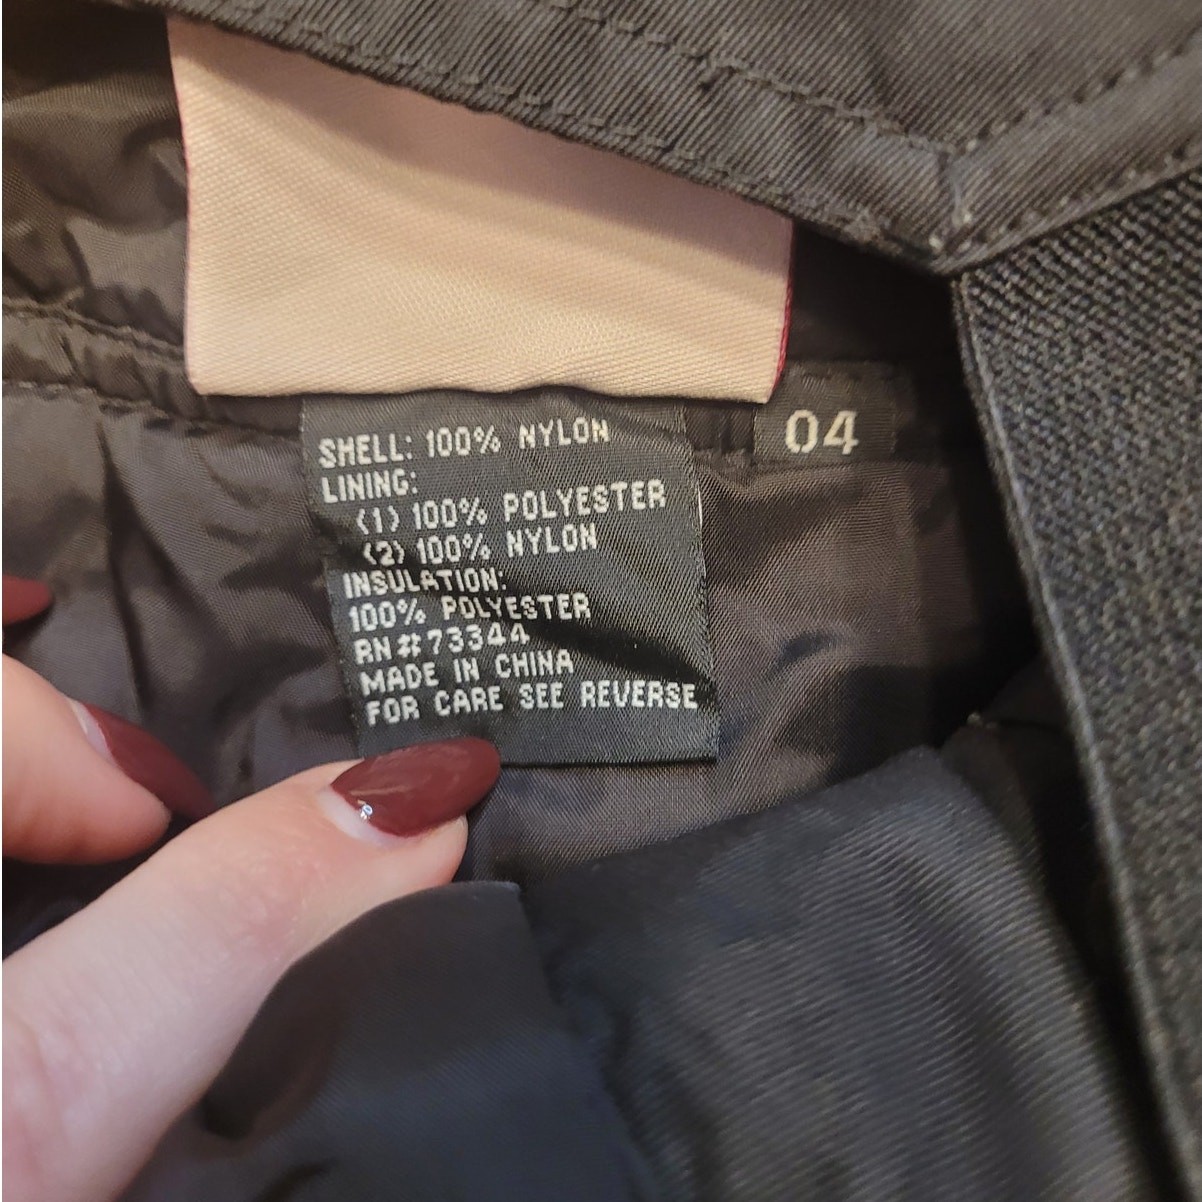 SHELL: 100% NYLON
LINING:
(1) 100% POLYESTER
(2) 100% NYLON
INSULATION:
100% POLYESTER
RN#73344
MADE IN CHINA
FOR CARE SEE REVERSE
04